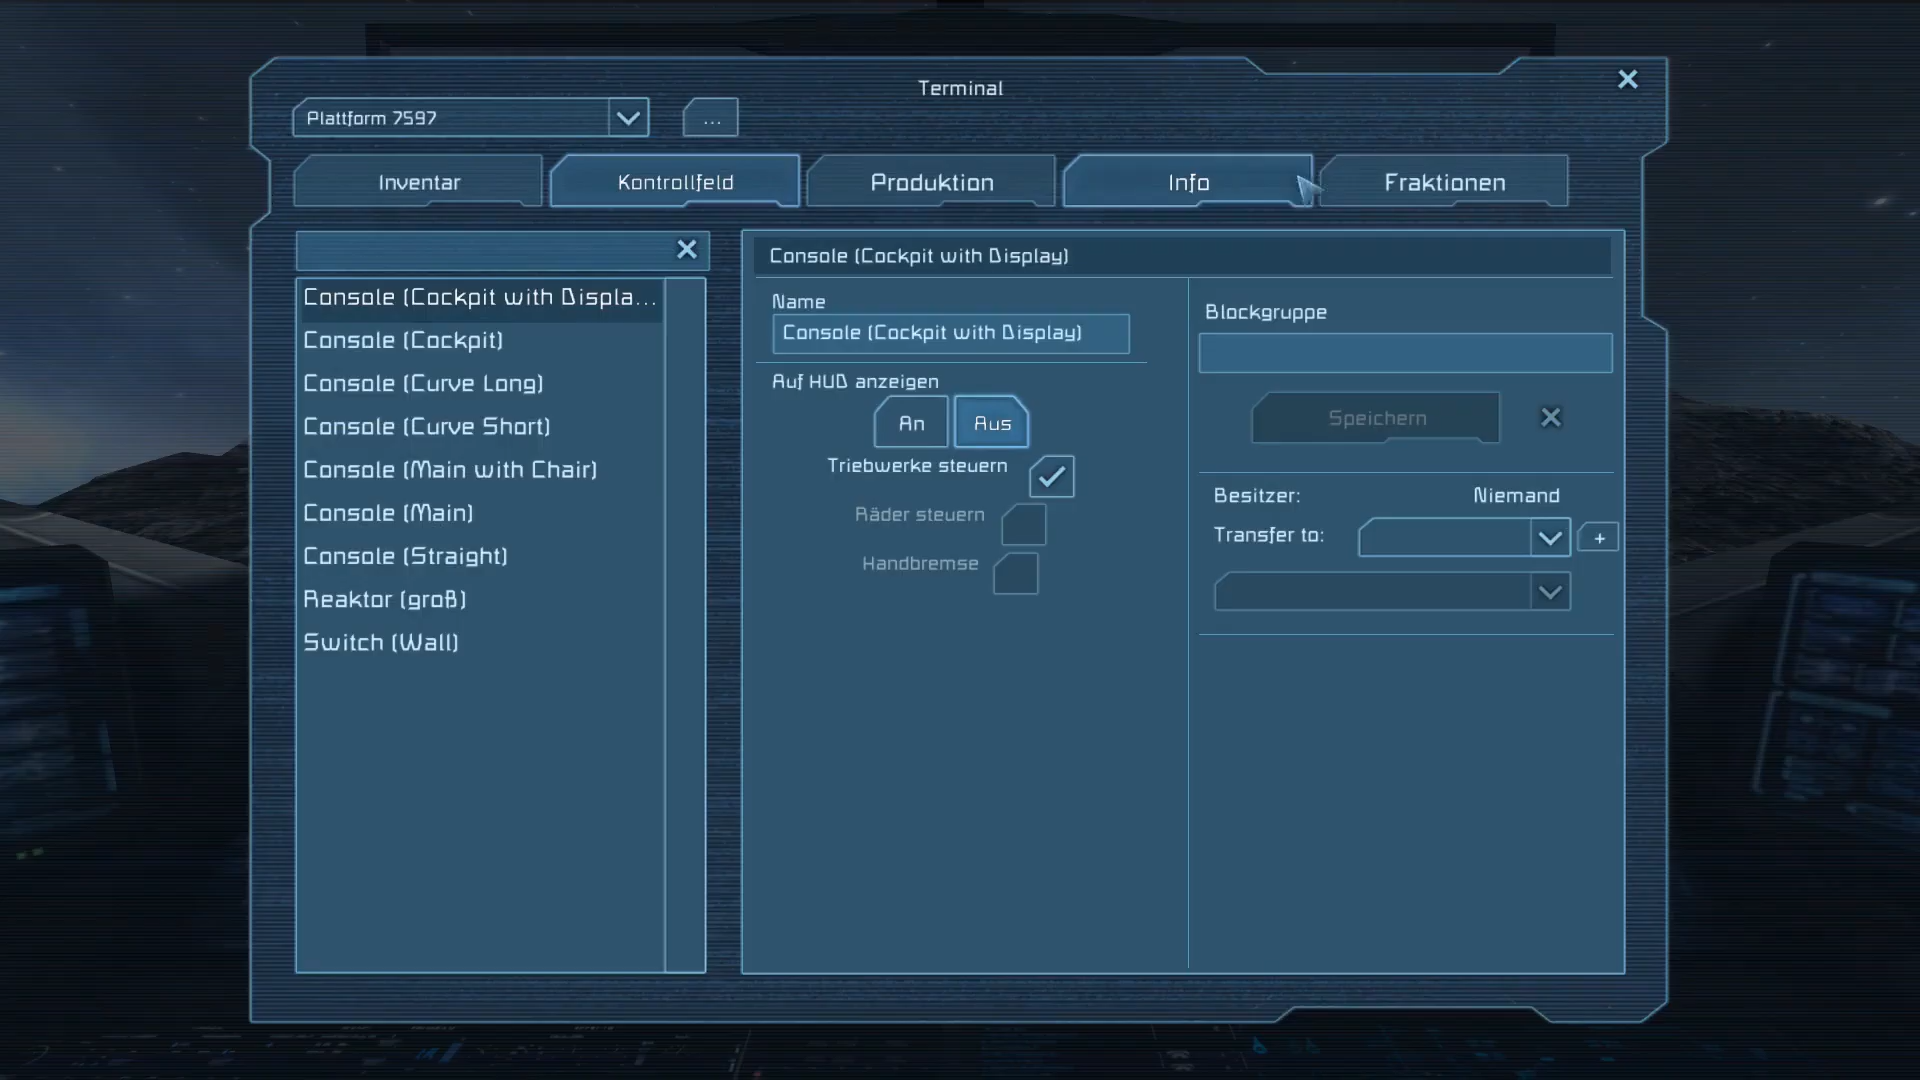 Terminal
Plattform 7597
...
Inventar
Kontrollfeld
Produktion
Info
Fraktionen
Console (Cockpit with Displa...
Console (Cockpit)
Console (Curve Long)
Console (Curve Short)
Console (Main with Chair)
Console (Main)
Console (Straight)
Reaktor (groß)
Switch (Wall)
Console (Cockpit with Display)
Name
Console (Cockpit with Display)
Auf HUD anzeigen
An
Aus
Triebwerke steuern
Räder steuern
Handbremse
Blockgruppe
Speichern
Besitzer: Niemand
Transfer to:
+